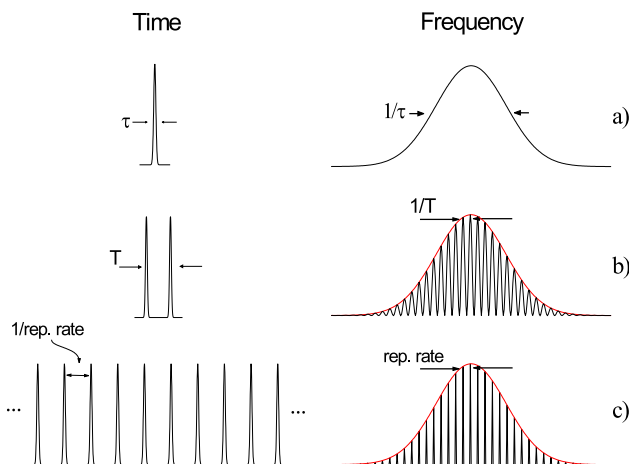 Time
Frequency
τ
1/τ
a)
T
1/T
b)
1/rep. rate
rep. rate
...
...
c)